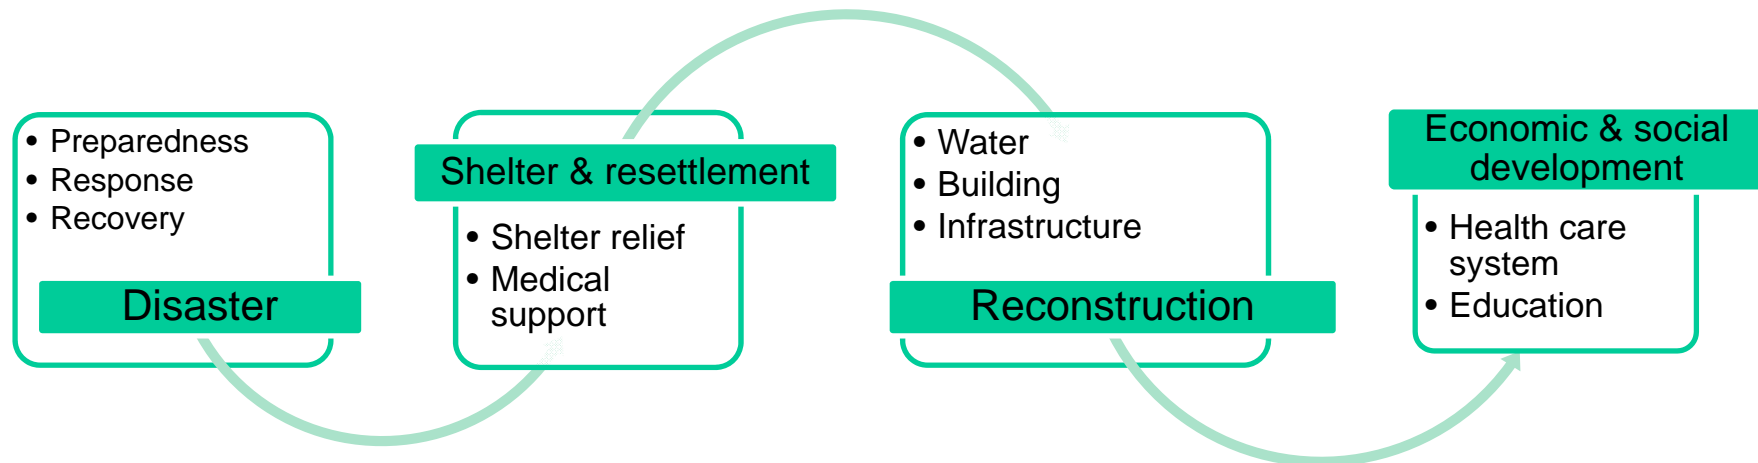 • Preparedness
• Response
• Recovery
Disaster
Shelter & resettlement
• Shelter relief
• Medical
support
• Water
• Building
• Infrastructure
Reconstruction
Economic & social
development
• Health care
system
• Education